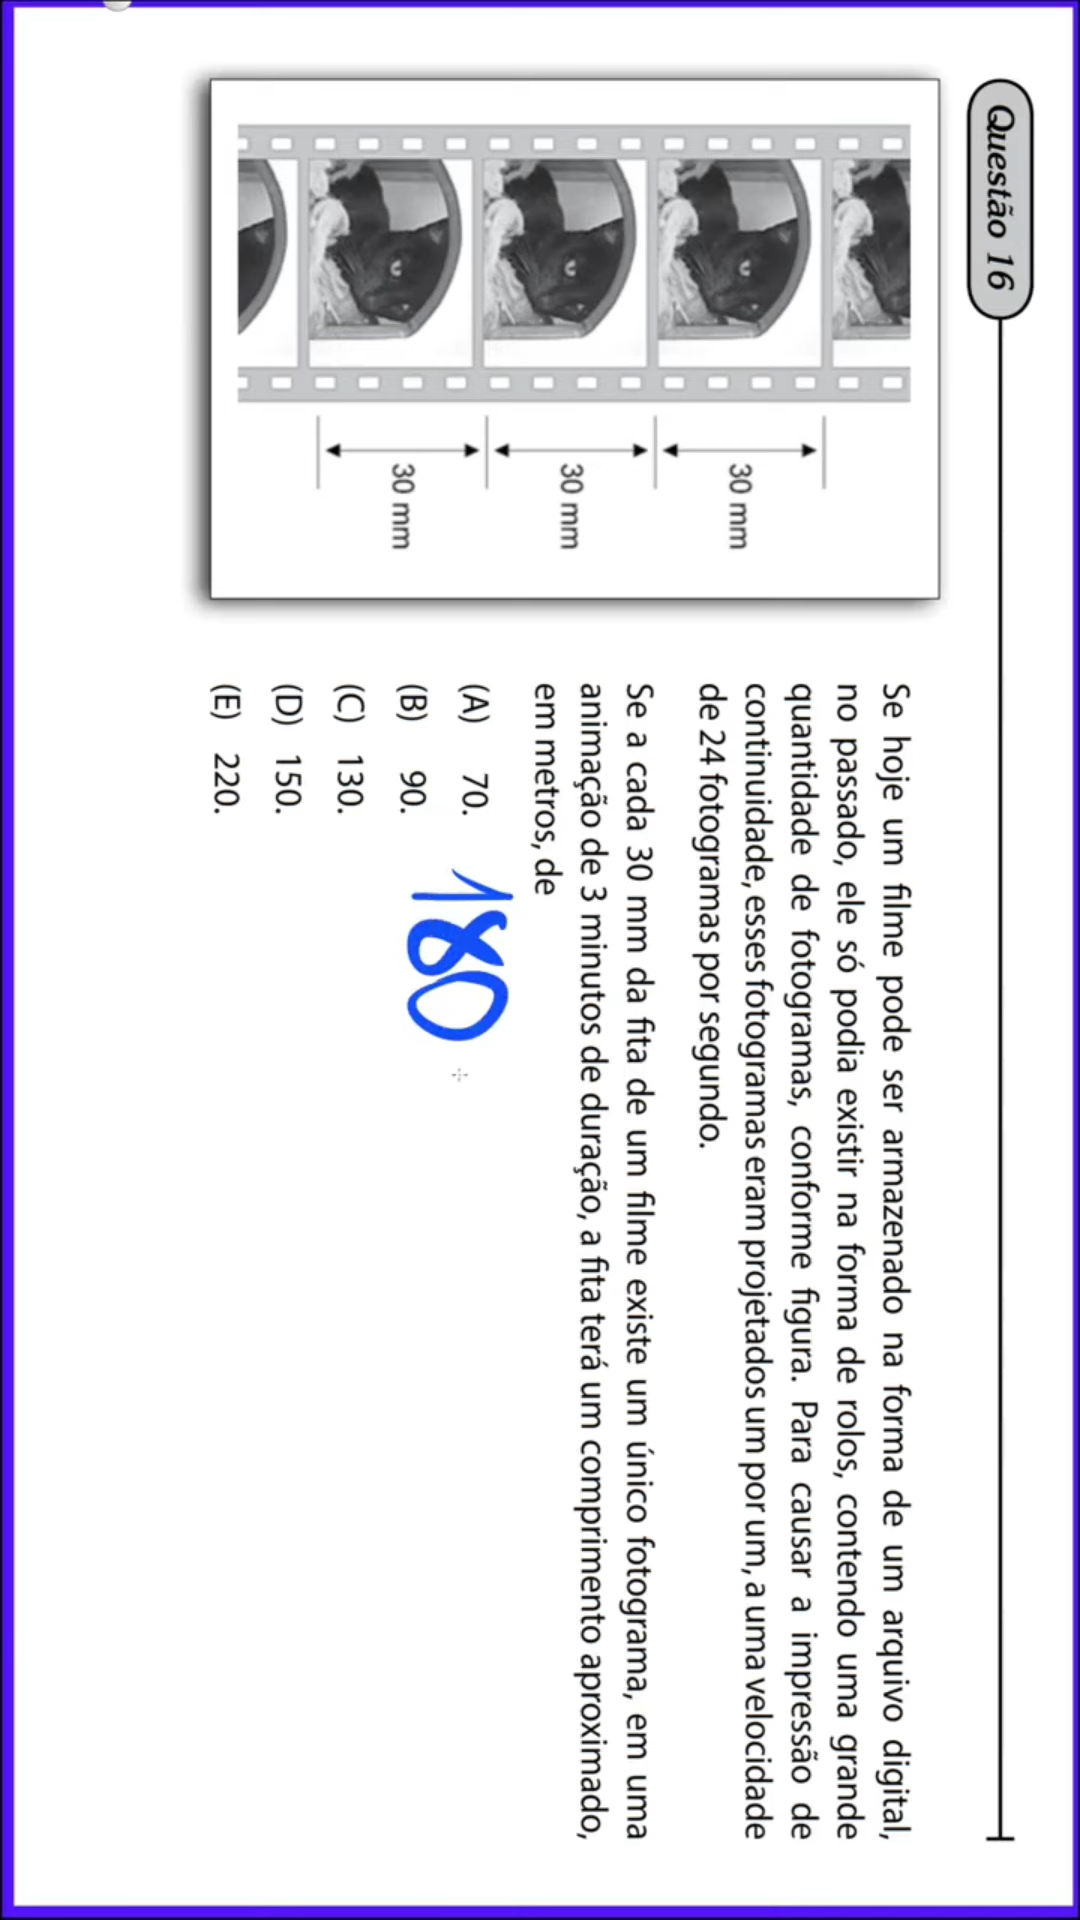 Questão 16
30 mm
30 mm
30 mm
Se hoje um filme pode ser armazenado na forma de um arquivo digital,
no passado, ele só podia existir na forma de rolos, contendo uma grande
quantidade de fotogramas, conforme figura. Para causar a impressão de
continuidade, esses fotogramas eram projetados um por um, a uma velocidade
de 24 fotogramas por segundo.
Se a cada 30 mm da fita de um filme existe um único fotograma, em uma
animação de 3 minutos de duração, a fita terá um comprimento aproximado,
em metros, de
(A) 70.
(B) 90.
(C) 130.
(D) 150.
(E) 220.
180